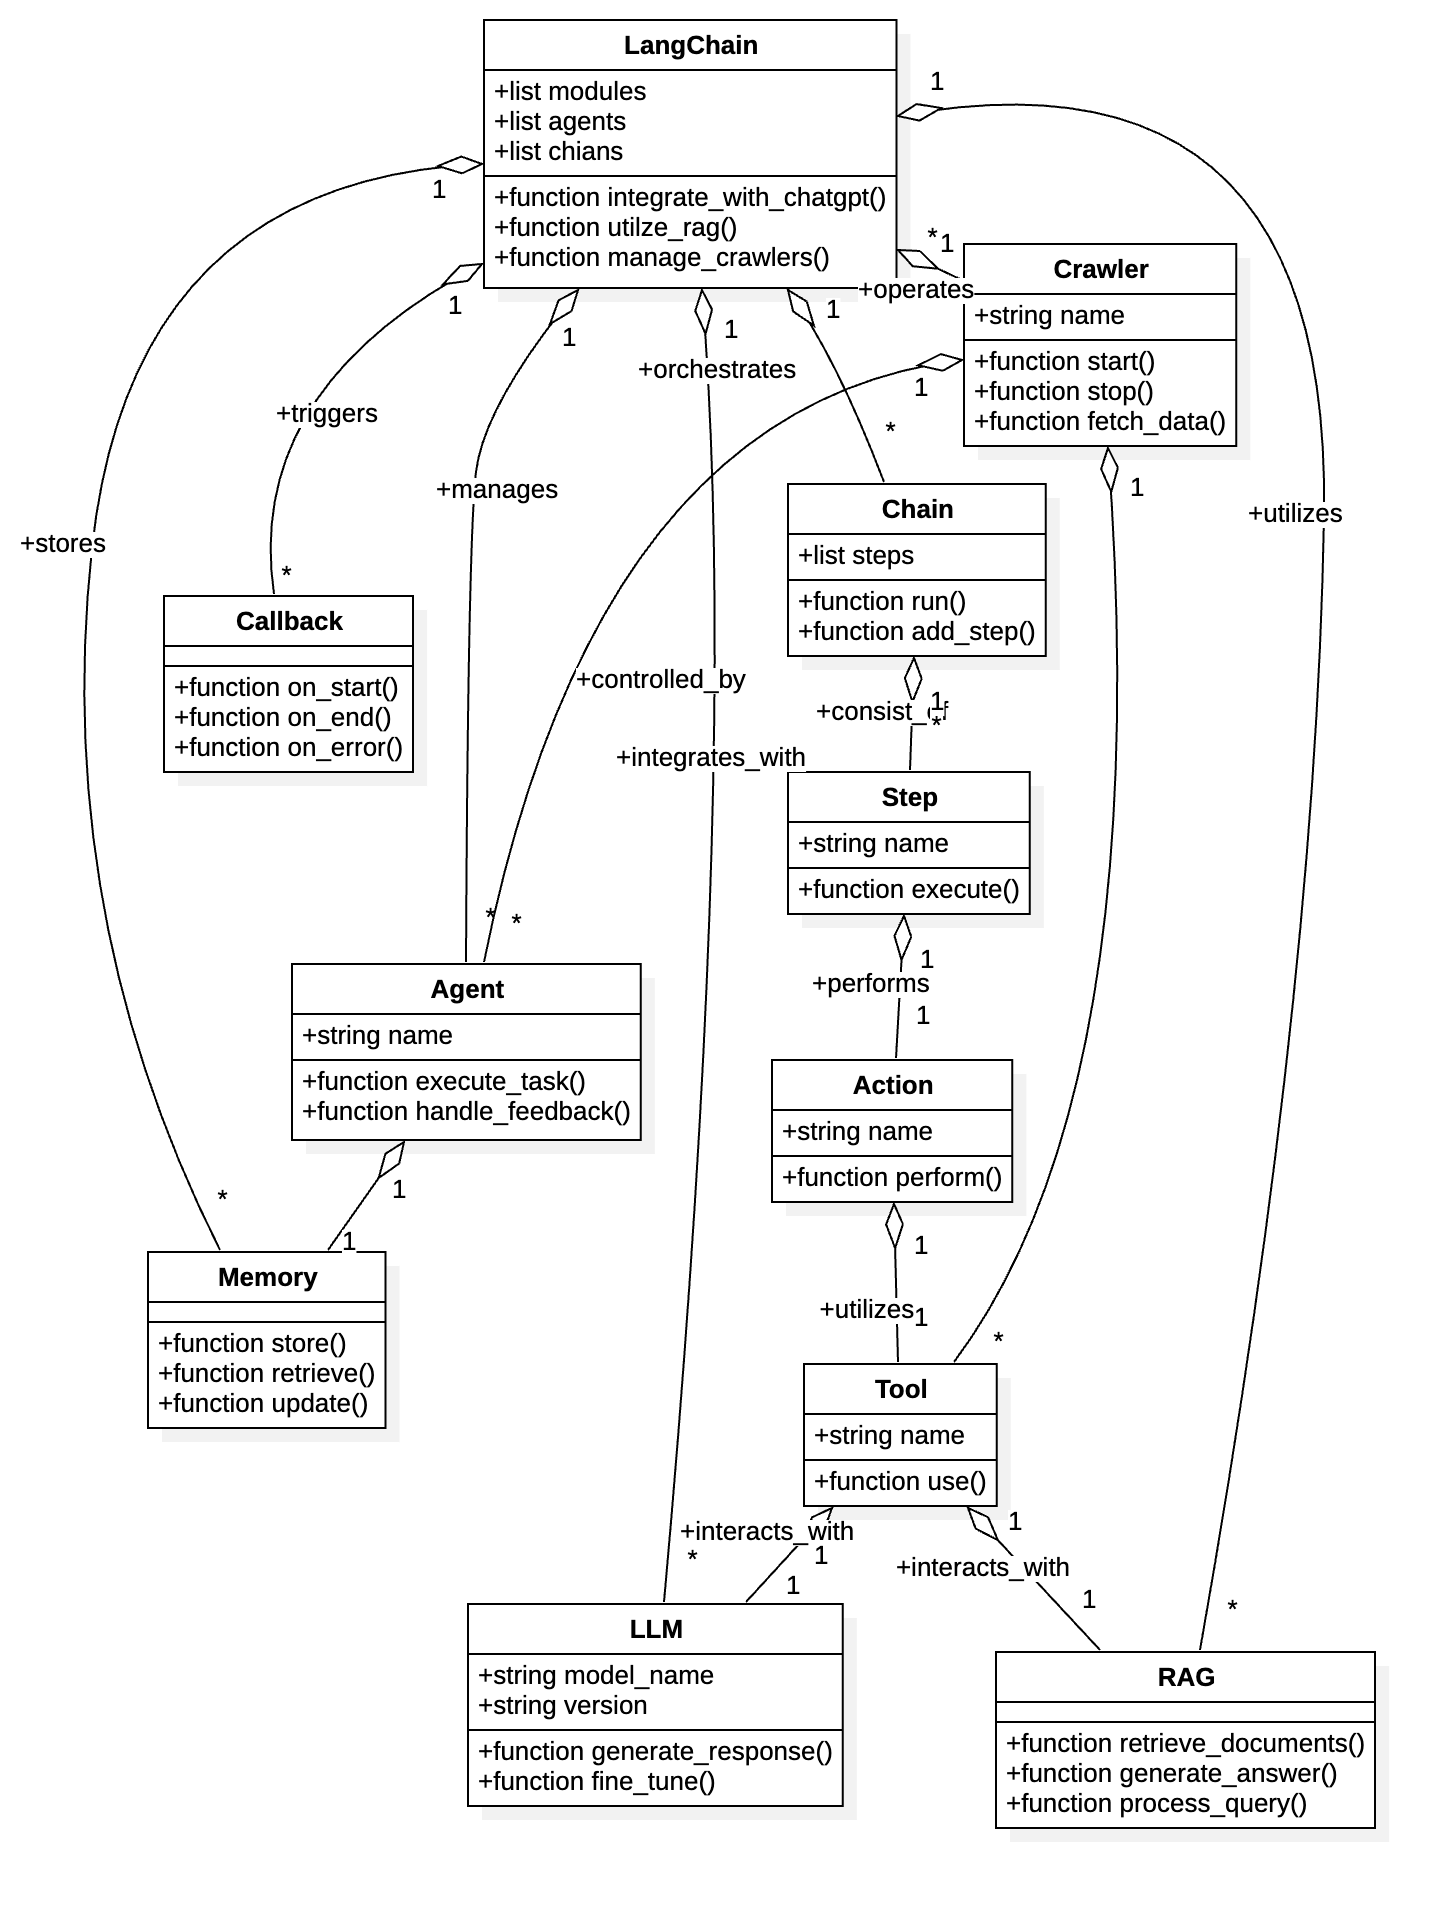 LangChain
+list modules
+list agents
+list chians
+function integrate_with_chatgpt()
+function utilze_rag()
+function manage_crawlers()
1
1
1
1
1
1
*
1
+operates
Crawler
+string name
+function start()
+function stop()
+function fetch_data()
1
1
+orchestrates
+triggers
+manages
+stores
+utilizes
*
*
Chain
+list steps
+function run()
+function add_step()
Callback
+function on_start()
+function on_end()
+function on_error()
+controlled_by
1
*
+integrates_with
Step
+string name
+function execute()
1
+performs
1
*
*
Agent
+string name
+function execute_task()
+function handle_feedback()
Action
+string name
+function perform()
1
1
*
1
+utilizes
1
*
Memory
+function store()
+function retrieve()
+function update()
Tool
+string name
+function use()
+interacts_with
*
1
1
1
+interacts_with
1
*
LLM
+string model_name
+string version
+function generate_response()
+function fine_tune()
RAG
+function retrieve_documents()
+function generate_answer()
+function process_query()